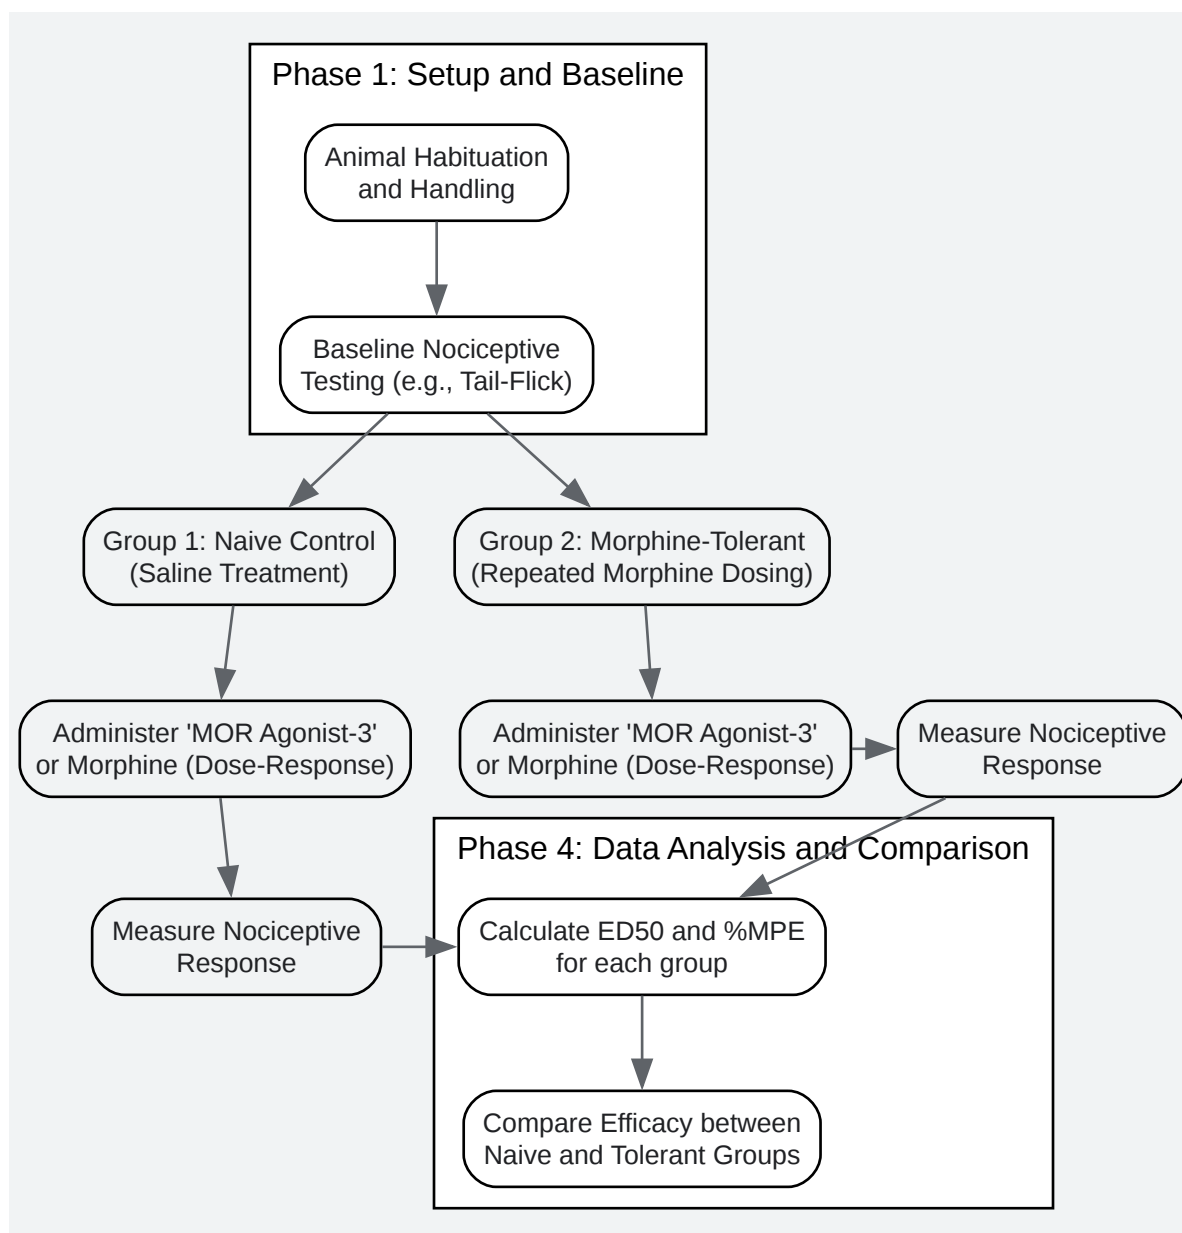 Phase 1: Setup and Baseline
Animal Habituation
and Handling
Baseline Nociceptive
Testing (e.g., Tail-Flick)
Group 1: Naive Control
(Saline Treatment)
Group 2: Morphine-Tolerant
(Repeated Morphine Dosing)
Administer 'MOR Agonist-3'
or Morphine (Dose-Response)
Administer 'MOR Agonist-3'
or Morphine (Dose-Response)
Measure Nociceptive
Response
Phase 4: Data Analysis and Comparison
Measure Nociceptive
Response
Calculate ED50 and %MPE
for each group
Compare Efficacy between
Naive and Tolerant Groups